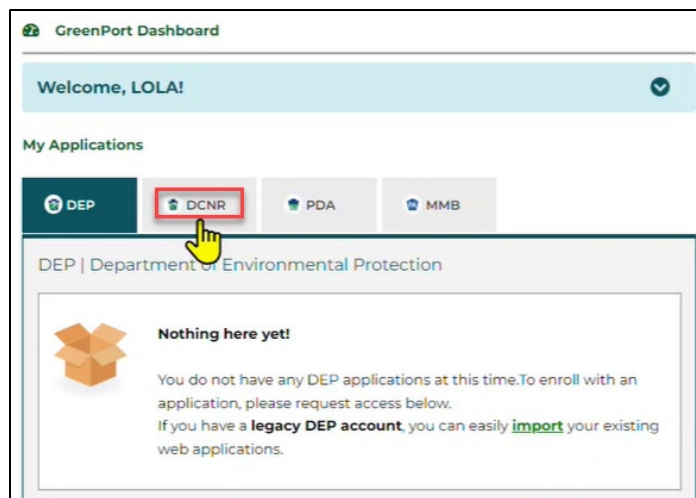 GreenPort Dashboard
Welcome, LOLA!
My Applications
DEP
DCNR
PDA
MMB
DEP | Department of Environmental Protection
Nothing here yet!
You do not have any DEP applications at this time.To enroll with an
application, please request access below.
If you have a legacy DEP account, you can easily import your existing
web applications.